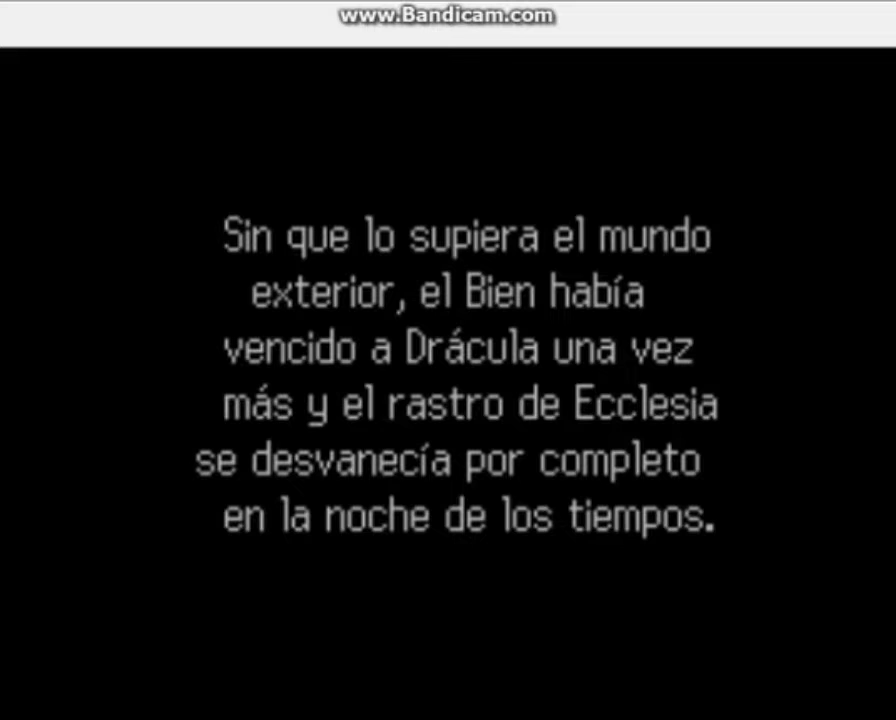 www.Bandicam.com
Sin que lo supiera el mundo
exterior, el Bien había
vencido a Drácula una vez
más y el rastro de Ecclesia
se desvanecía por completo
en la noche de los tiempos.